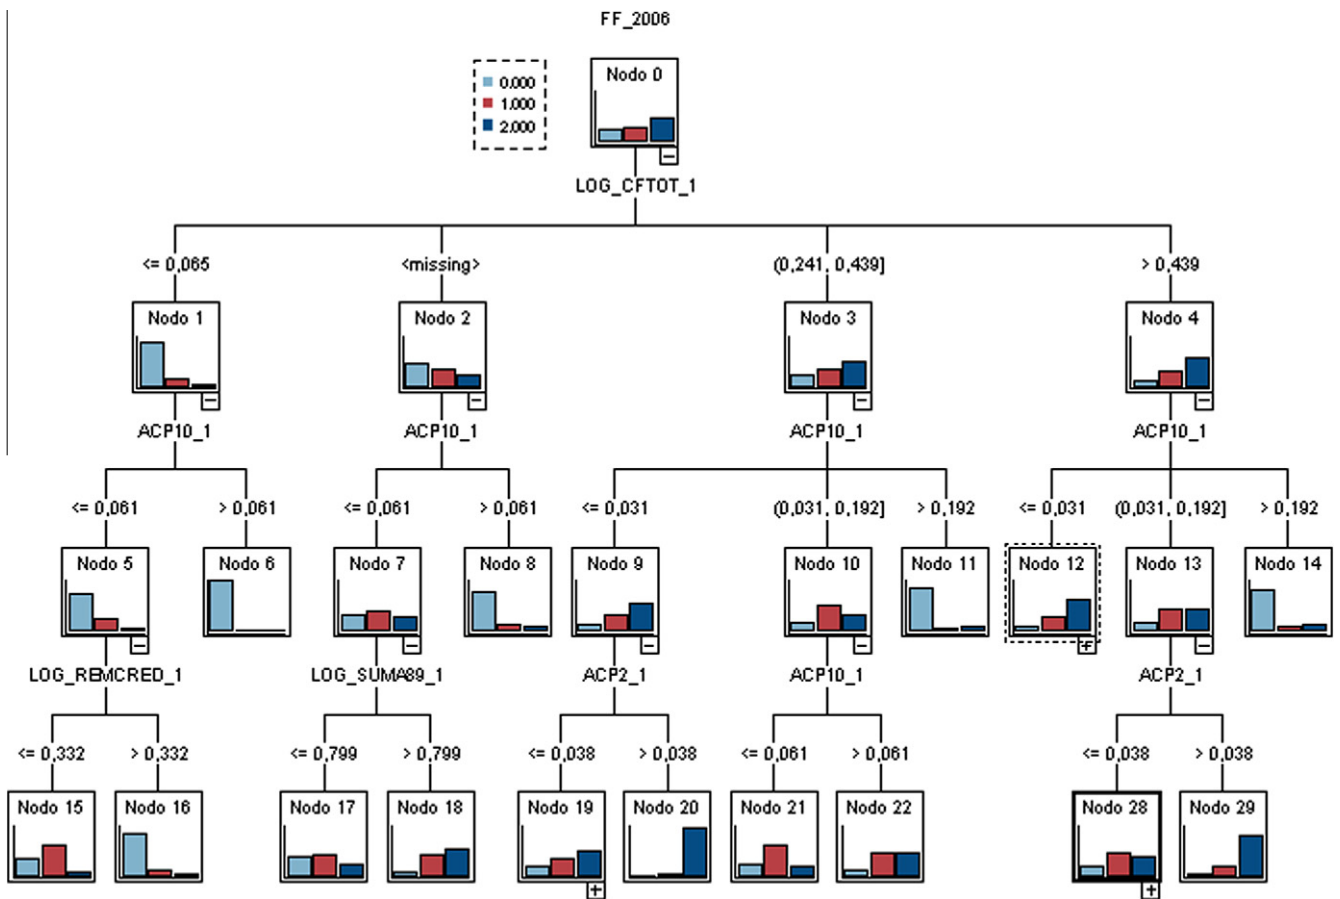 FF_2006
Nodo 0
0.000
1.000
2.000
LOG_CFTOT_1
<= 0,065
<missing>
(0,241, 0,439]
> 0,439
Nodo 1
Nodo 2
Nodo 3
Nodo 4
ACP10_1
ACP10_1
ACP10_1
ACP10_1
<= 0,061
> 0,061
<= 0,061
> 0,061
<= 0,031
(0,031, 0,192]
> 0,192
<= 0,031
(0,031, 0,192]
> 0,192
Nodo 5
Nodo 6
Nodo 7
Nodo 8
Nodo 9
Nodo 10
Nodo 11
Nodo 12
Nodo 13
Nodo 14
LOG_REMCRED_1
LOG_SUMA89_1
ACP2_1
ACP10_1
ACP2_1
<= 0,332
> 0,332
<= 0,799
> 0,799
<= 0,038
> 0,038
<= 0,061
> 0,061
<= 0,038
> 0,038
Nodo 15
Nodo 16
Nodo 17
Nodo 18
Nodo 19
Nodo 20
Nodo 21
Nodo 22
Nodo 28
Nodo 29